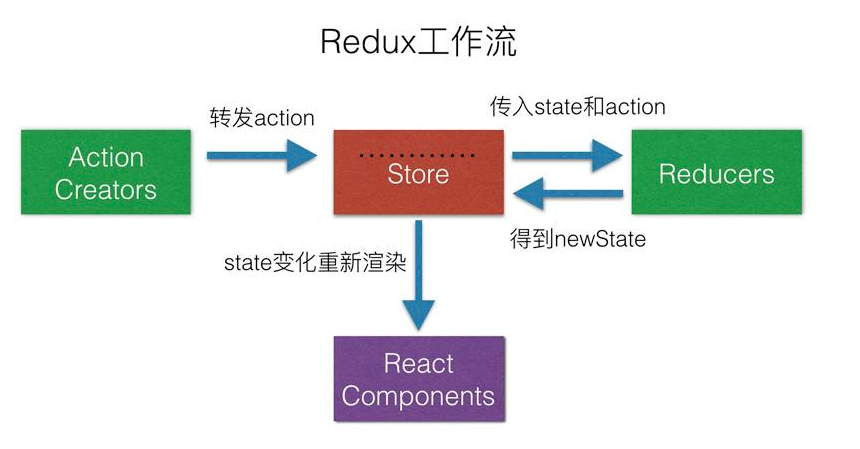 Redux工作流
转发action
传入state和action
Action
Creators
Store
Reducers
得到newState
state变化重新渲染
React
Components